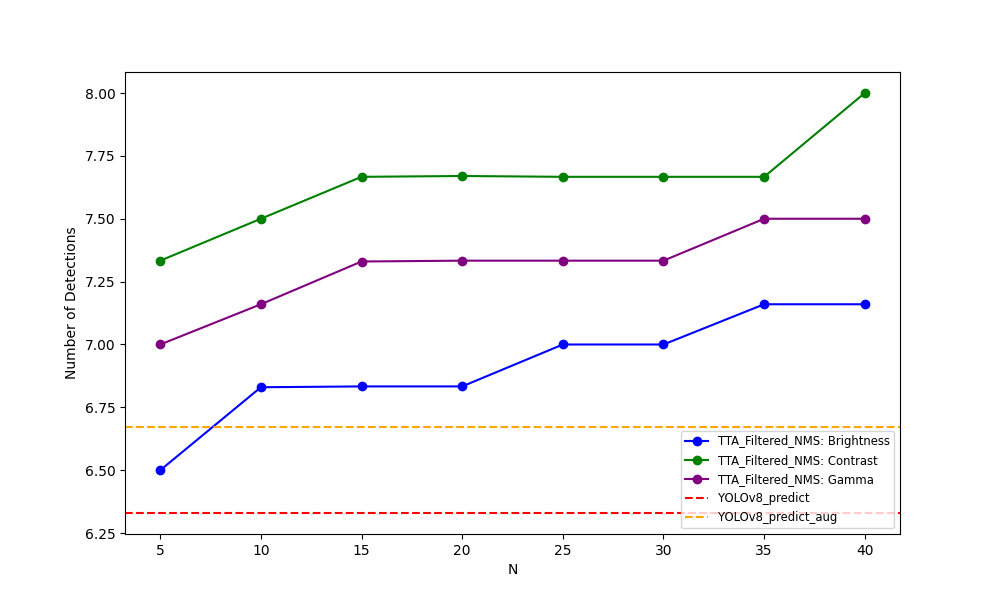 8.00
7.75
7.50
7.25
7.00
6.75
6.50
6.25
Number of Detections
5 10 15 20 25 30 35 40
N
TTA_Filtered_NMS: Brightness
TTA_Filtered_NMS: Contrast
TTA_Filtered_NMS: Gamma
YOLOv8_predict
YOLOv8_predict_aug